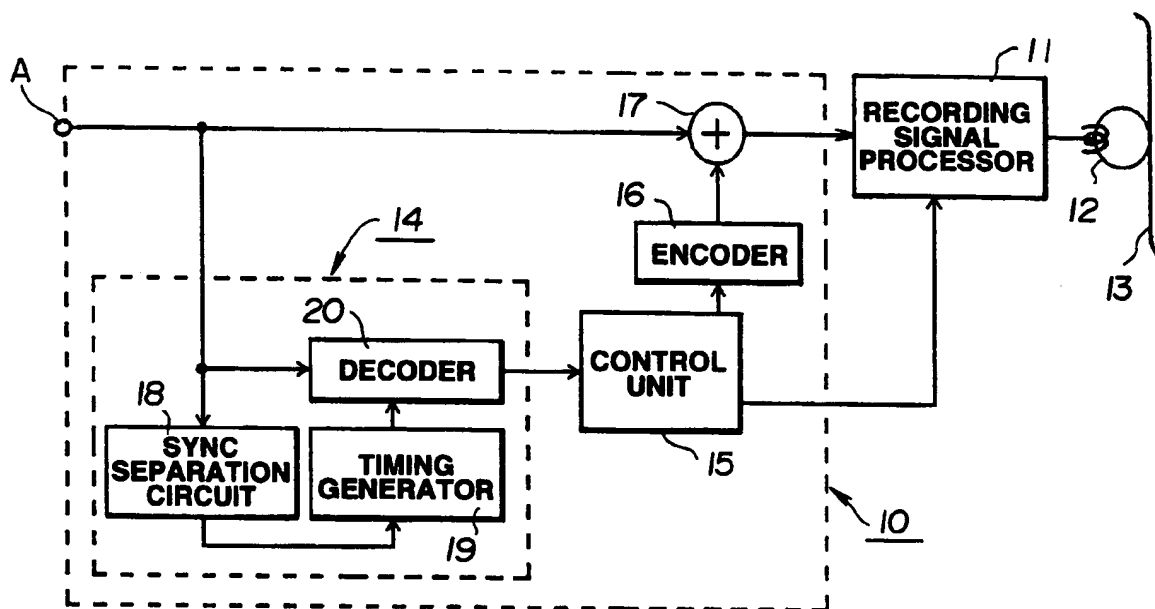 A
17
11
RECORDING
SIGNAL
PROCESSOR
12
13
16
ENCODER
14
20
DECODER
CONTROL
UNIT
15
18
SYNC
SEPARATION
CIRCUIT
TIMING
GENERATOR
19
10